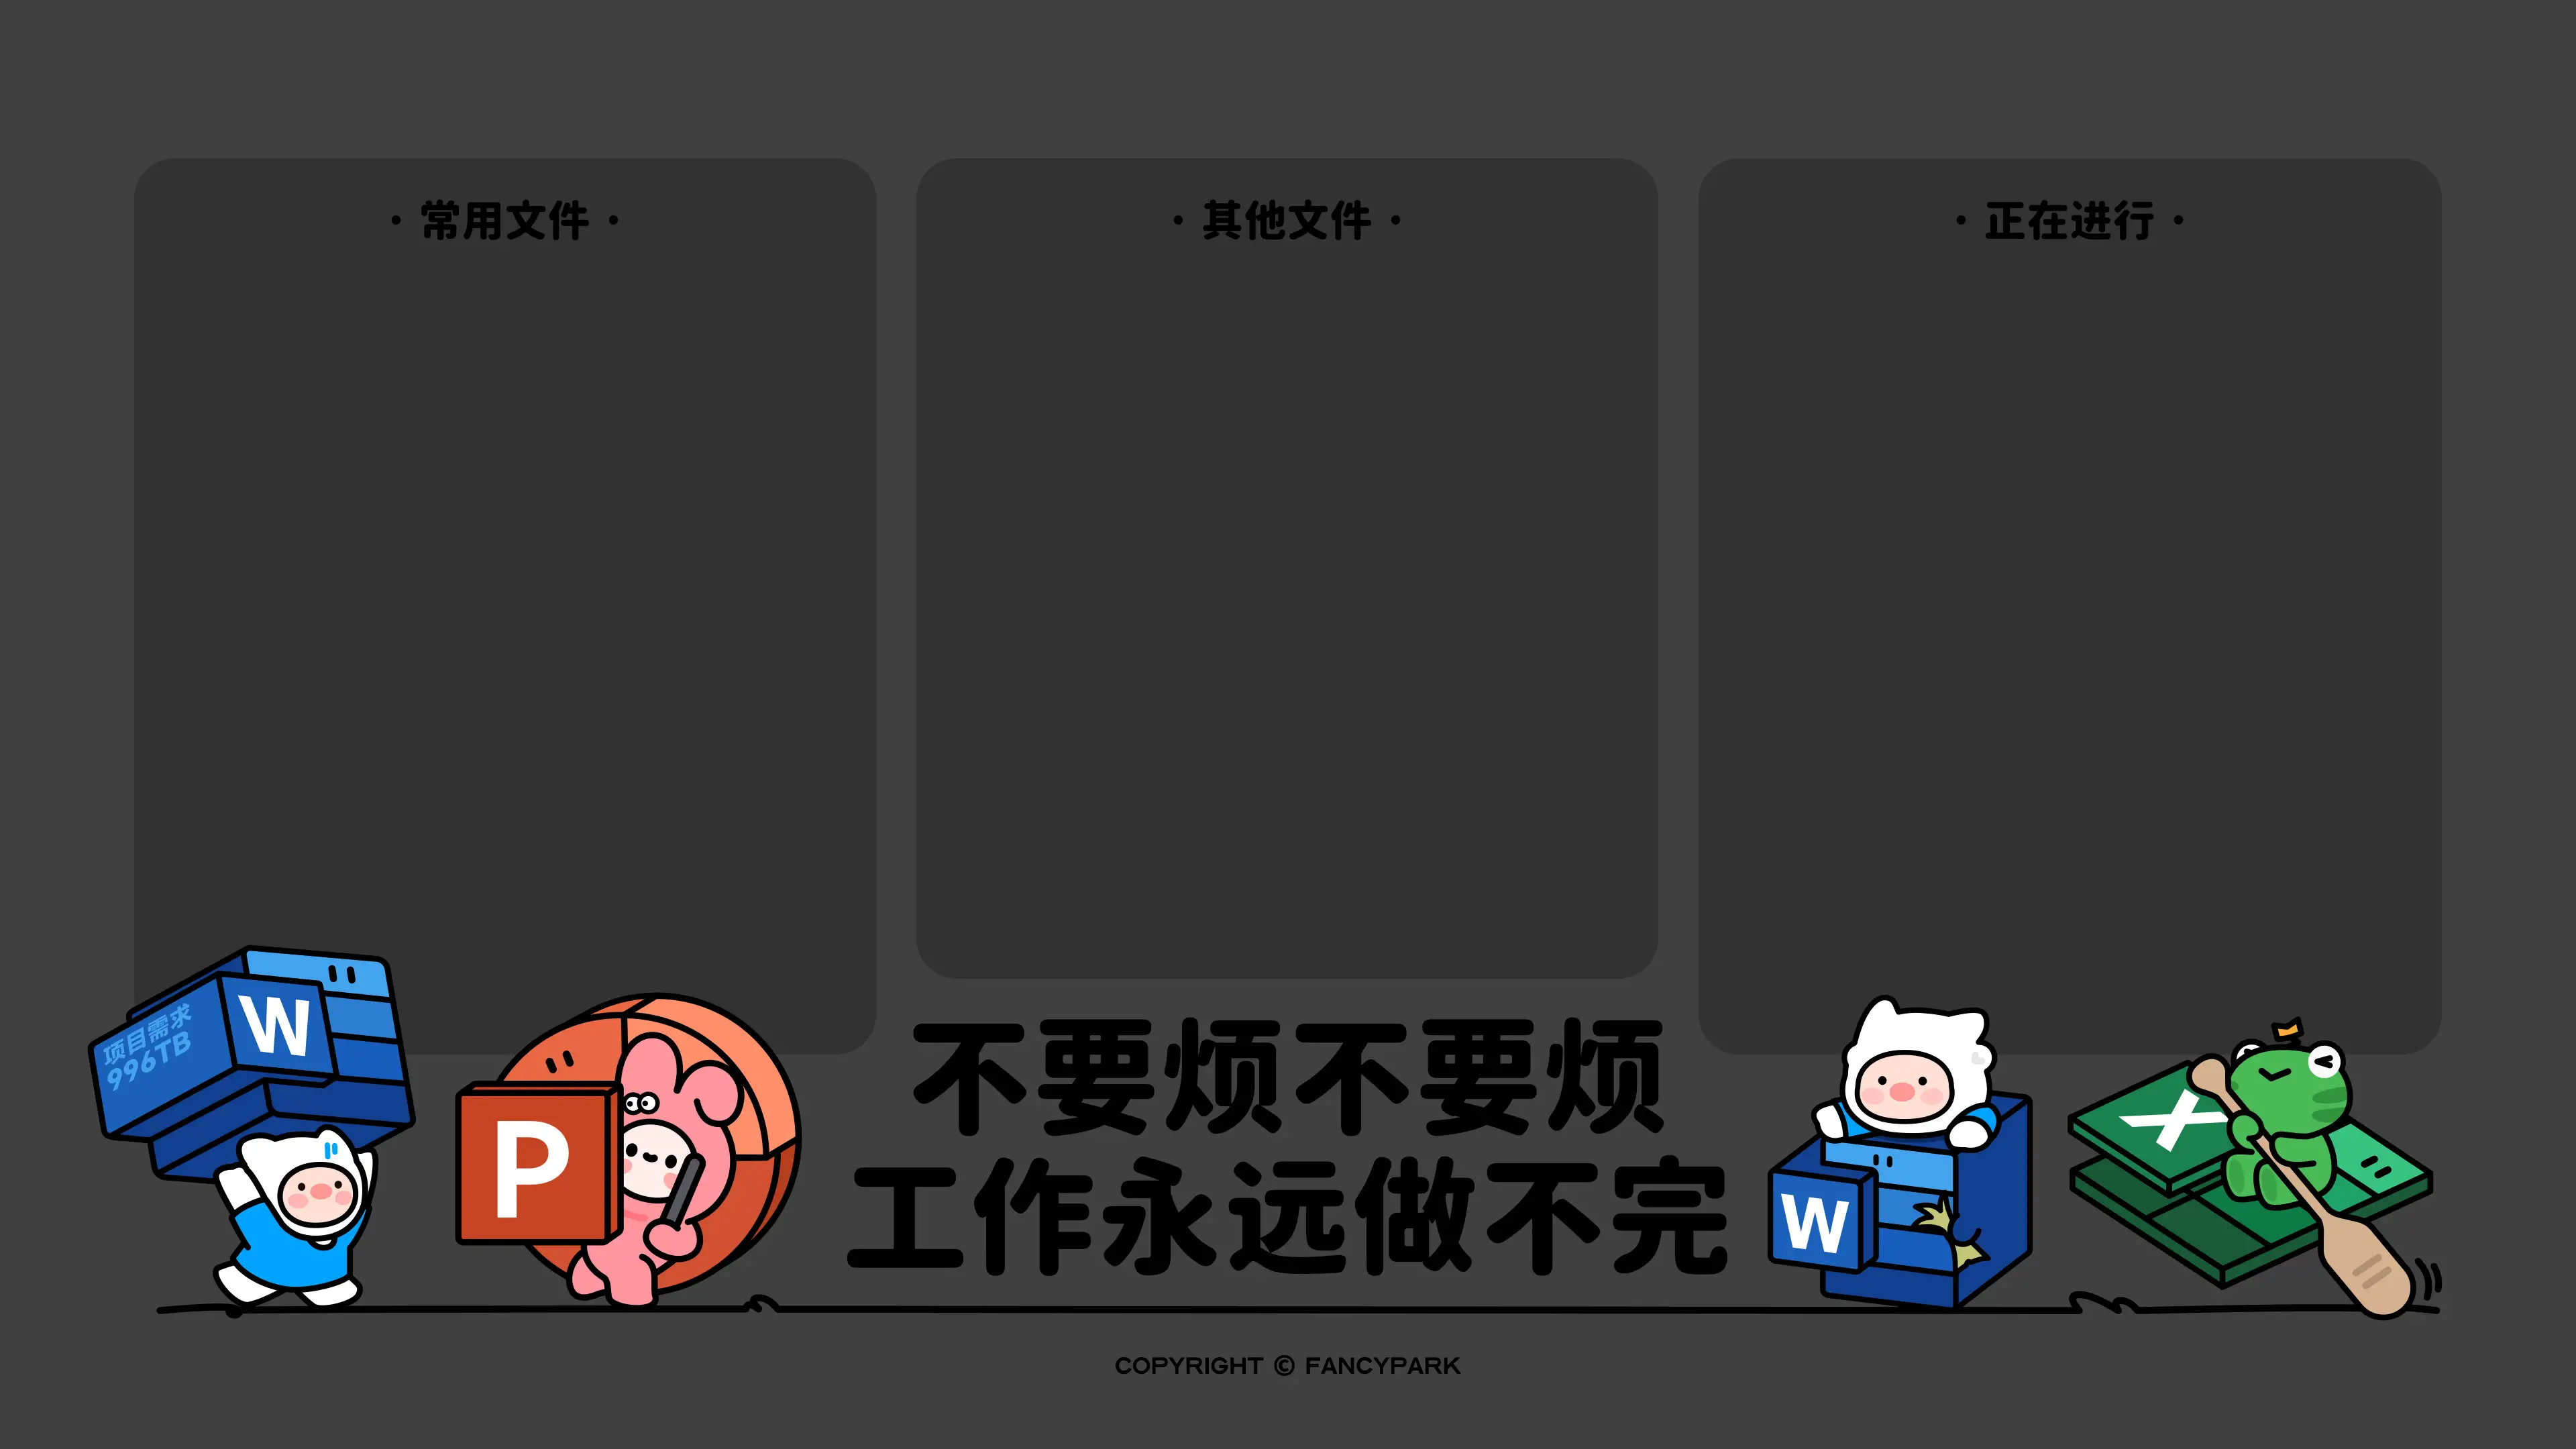 · 常用文件 ·
· 其他文件 ·
· 正在进行 ·
W
项目需求
996TB
P
不要烦不要烦
工作永远做不完
W
X
COPYRIGHT © FANCYPARK